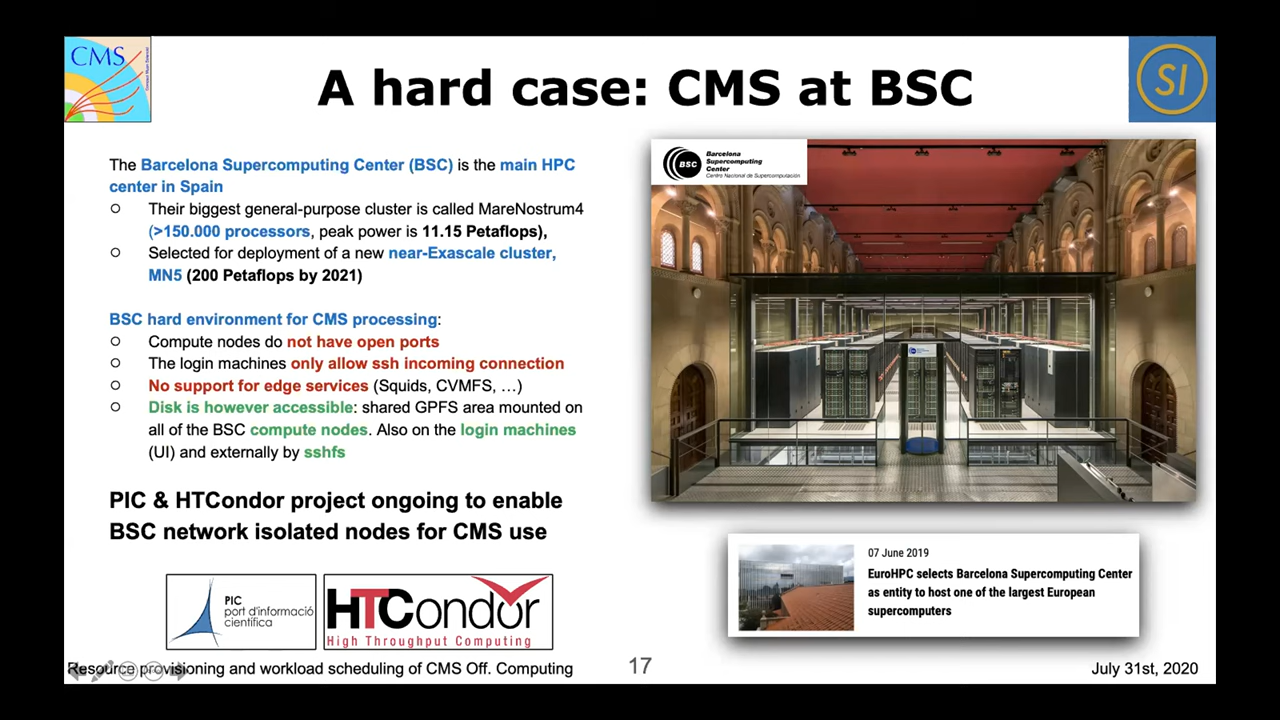 CMS
A hard case: CMS at BSC
SI
The Barcelona Supercomputing Center (BSC) is the main HPC
center in Spain
Their biggest general-purpose cluster is called MareNostrum4
(>150.000 processors, peak power is 11.15 Petaflops),
Selected for deployment of a new near-Exascale cluster,
MN5 (200 Petaflops by 2021)
BSC hard environment for CMS processing:
Compute nodes do not have open ports
The login machines only allow ssh incoming connection
No support for edge services (Squids, CVMFS, …)
Disk is however accessible: shared GPFS area mounted on
all of the BSC compute nodes. Also on the login machines
(UI) and externally by sshfs
PIC & HTCondor project ongoing to enable
BSC network isolated nodes for CMS use
PIC
port d'informació
científica
HTCondor
High Throughput Computing
BSC
Barcelona
Supercomputing
Center
Centro Nacional de Supercomputación
07 June 2019
EuroHPC selects Barcelona Supercomputing Center
as entity to host one of the largest European
supercomputers
Resource provisioning and workload scheduling of CMS Off. Computing
17
July 31st, 2020